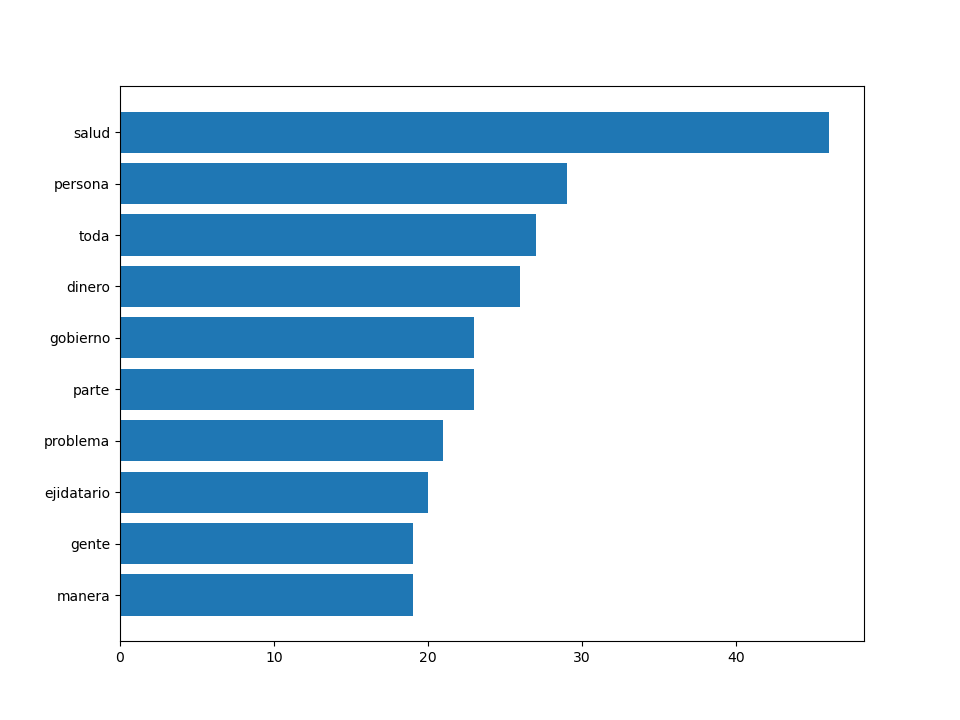 salud
persona
toda
dinero
gobierno
parte
problema
ejidatario
gente
manera
0 10 20 30 40